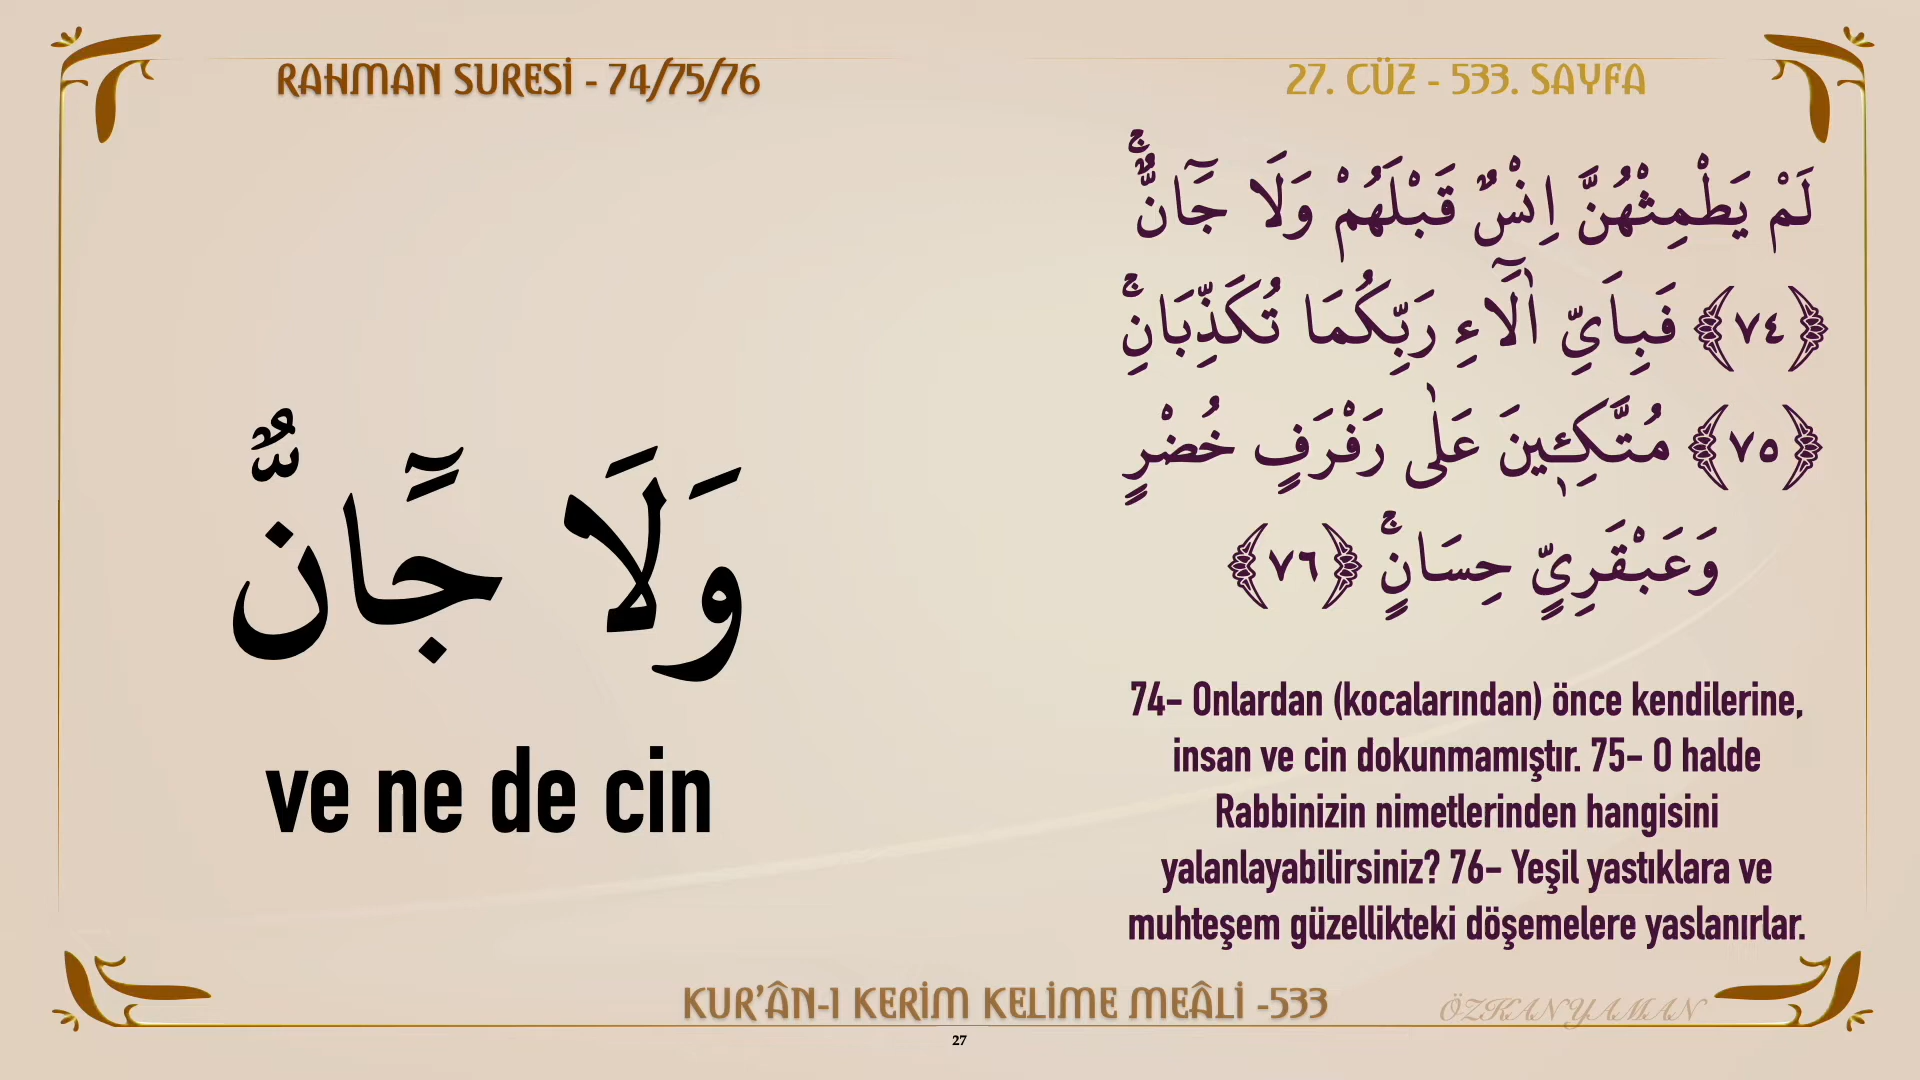 RAHMAN SURESİ - 74/75/76
27. CÜZ - 533. SAYFA
وَلَا جَٓانٌّ
ve ne de cin
لَمْ يَطْمِثْهُنَّ اِنْسٌ قَبْلَهُمْ وَلَا جَٓانٌّۚ
﴿٧٤﴾ فَبِاَيِّ اٰلَٓاءِ رَبِّكُمَا تُكَذِّبَانِۚ
﴿٧٥﴾ مُتَّكِـٖٔينَ عَلٰى رَفْرَفٍ خُضْرٍ
وَعَبْقَرِيٍّ حِسَانٍۚ ﴿٧٦﴾
74- Onlardan (kocalarından) önce kendilerine,
insan ve cin dokunmamıştır. 75- O halde
Rabbinizin nimetlerinden hangisini
yalanlayabilirsiniz? 76- Yeşil yastıklara ve
muhteşem güzellikteki döşemelere yaslanırlar.
KUR'ÂN-I KERİM KELİME MEÂLİ -533
ÖZKAN YAMAN
27